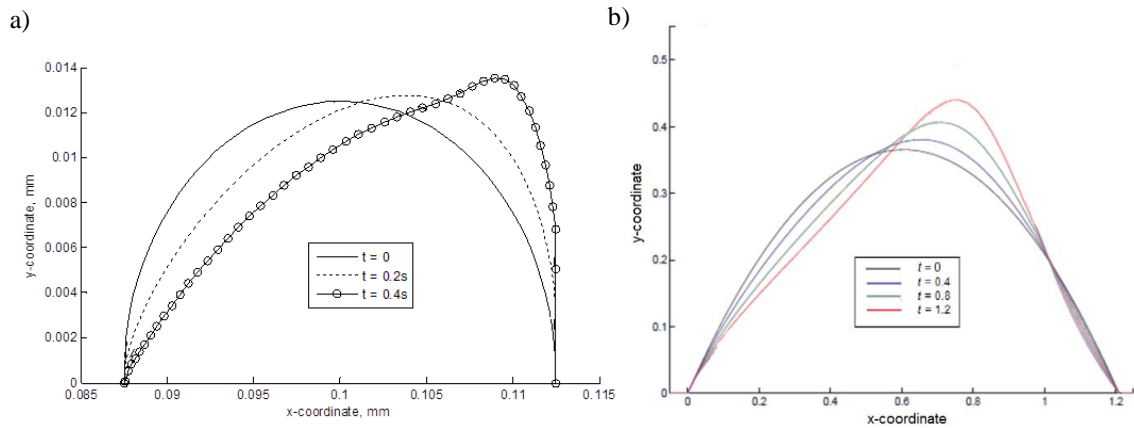 a)
0.014
0.012
0.01
0.008
0.006
0.004
0.002
0
y-coordinate, mm
t = 0
t = 0.2s
t = 0.4s
0.085
0.09
0.095
0.1
0.105
0.11
0.115
x-coordinate, mm
b)
0.5
0.4
0.3
0.2
0.1
0
y-coordinate
t = 0
t = 0.4
t = 0.8
t = 1.2
0
0.2
0.4
0.6
0.8
1
1.2
x-coordinate